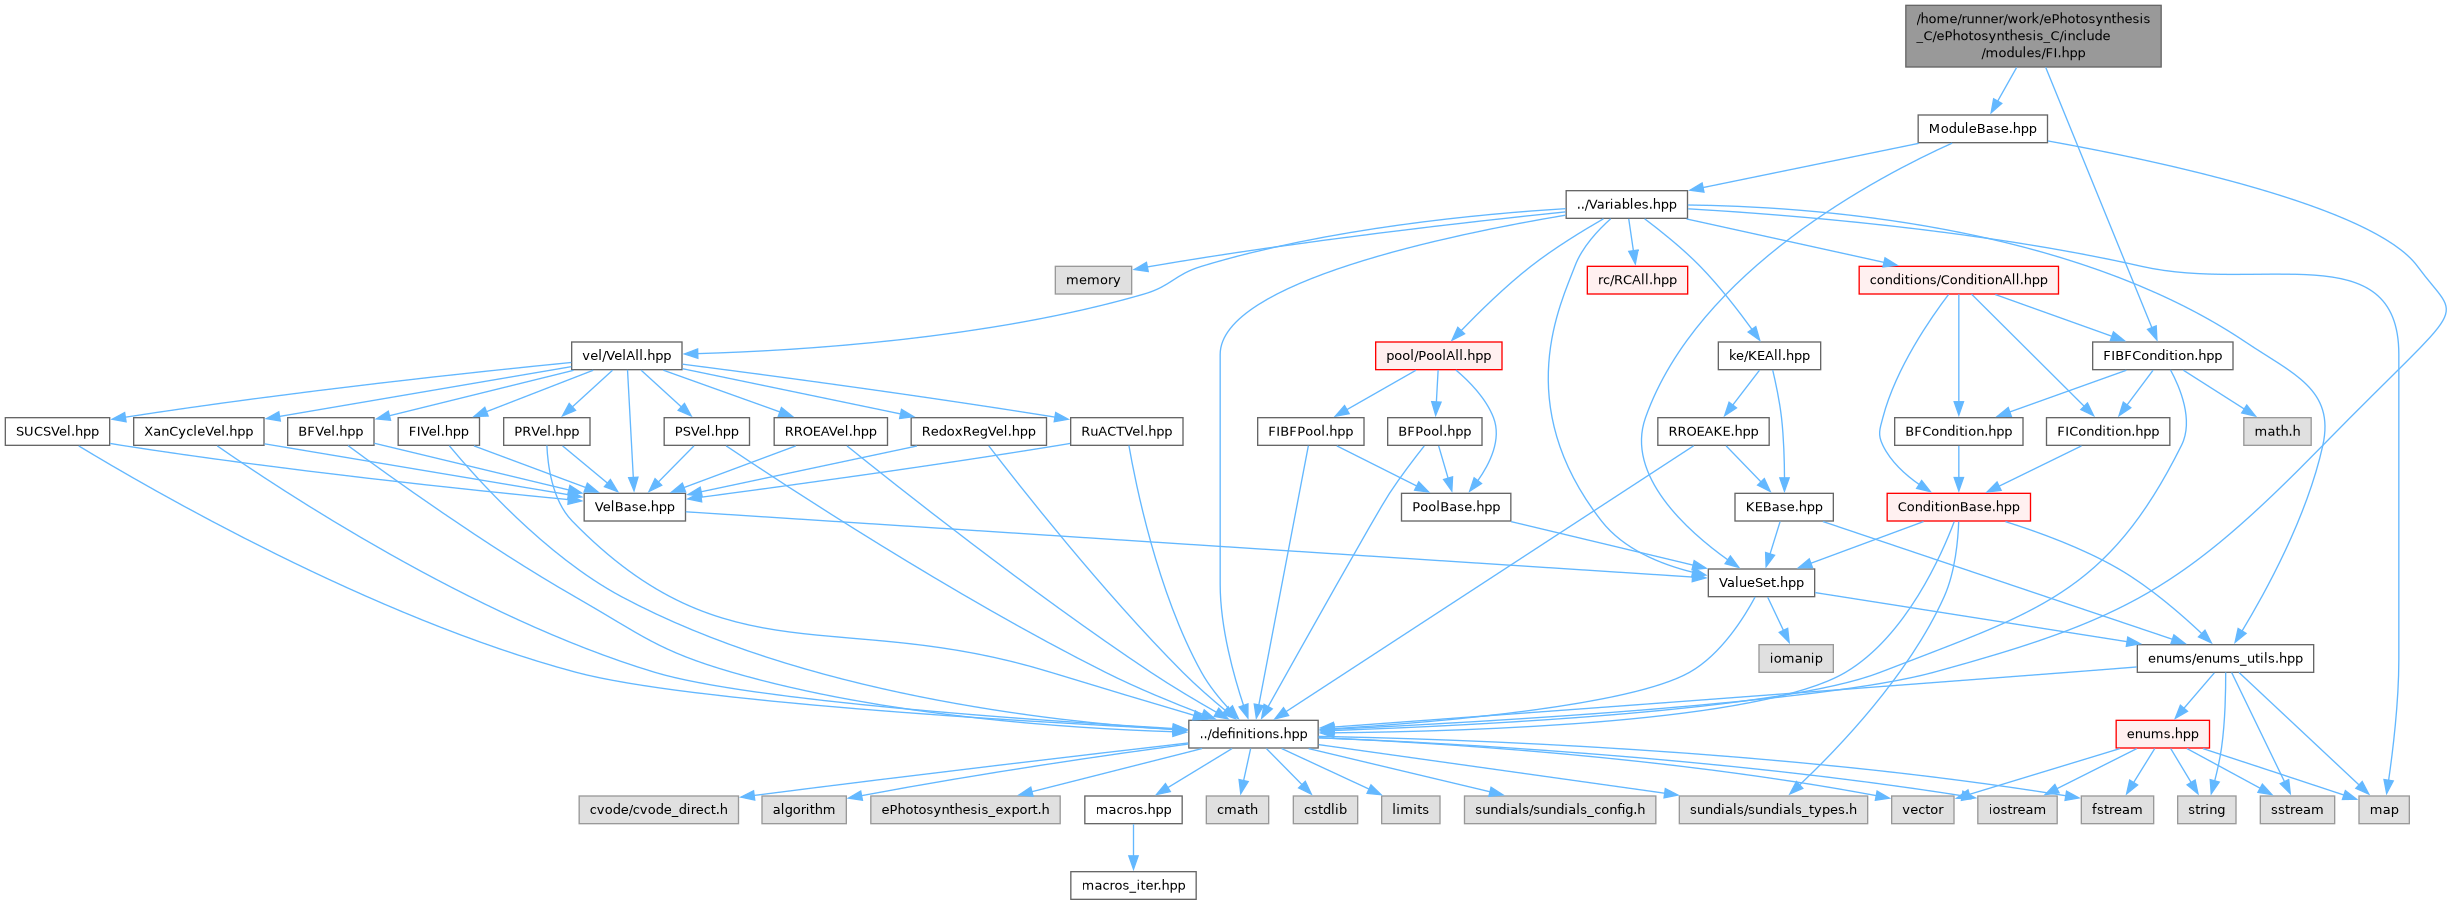 /home/runner/work/ePhotosynthesis
_C/ePhotosynthesis_C/include
/modules/FI.hpp
ModuleBase.hpp
../Variables.hpp
memory
rc/RCAll.hpp
conditions/ConditionAll.hpp
vel/VelAll.hpp
pool/PoolAll.hpp
ke/KEAll.hpp
FIBFCondition.hpp
SUCSVel.hpp
XanCycleVel.hpp
BFVel.hpp
FIVel.hpp
PRVel.hpp
PSVel.hpp
RROEAVel.hpp
RedoxRegVel.hpp
RuACTVel.hpp
FIBFPool.hpp
BFPool.hpp
RROEAKE.hpp
BFCondition.hpp
FICondition.hpp
math.h
VelBase.hpp
PoolBase.hpp
KEBase.hpp
ConditionBase.hpp
ValueSet.hpp
iomanip
enums/enums_utils.hpp
../definitions.hpp
enums.hpp
cvode/cvode_direct.h
algorithm
ePhotosynthesis_export.h
macros.hpp
cmath
cstdlib
limits
sundials/sundials_config.h
sundials/sundials_types.h
vector
iostream
fstream
string
sstream
map
macros_iter.hpp